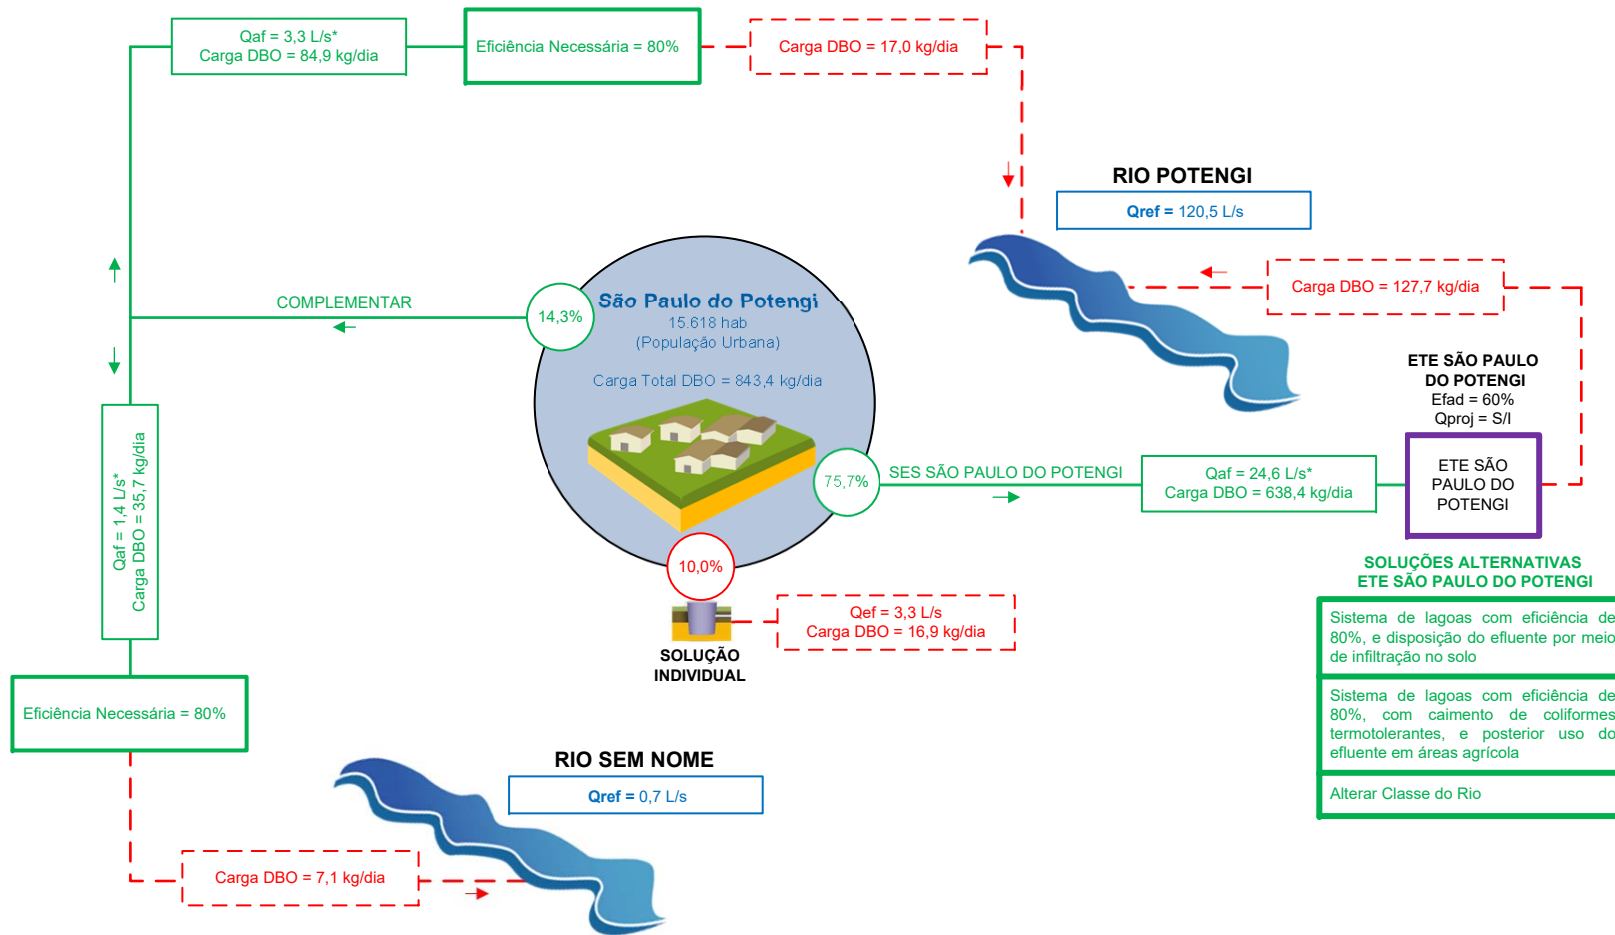 Qaf = 3,3 L/s*
Carga DBO = 84,9 kg/dia
Eficiência Necessária = 80%
Carga DBO = 17,0 kg/dia
RIO POTENGI
Qref = 120,5 L/s
Carga DBO = 127,7 kg/dia
COMPLEMENTAR
14,3%
São Paulo do Potengi
15.618 hab
(População Urbana)
Carga Total DBO = 843,4 kg/dia
ETE SÃO PAULO
DO POTENGI
Efad = 60%
Qproj = S/I
Qaf = 1,4 L/s*
Carga DBO = 35,7 kg/dia
75,7%
SES SÃO PAULO DO POTENGI
Qaf = 24,6 L/s*
Carga DBO = 638,4 kg/dia
ETE SÃO
PAULO DO
POTENGI
10,0%
Qef = 3,3 L/s
Carga DBO = 16,9 kg/dia
SOLUÇÃO
INDIVIDUAL
SOLUÇÕES ALTERNATIVAS
ETE SÃO PAULO DO POTENGI
Sistema de lagoas com eficiência de
80%, e disposição do efluente por meio
de infiltração no solo
Sistema de lagoas com eficiência de
80%, com caimento de coliformes
termotolerantes, e posterior uso do
efluente em áreas agrícola
Alterar Classe do Rio
Eficiência Necessária = 80%
RIO SEM NOME
Qref = 0,7 L/s
Carga DBO = 7,1 kg/dia